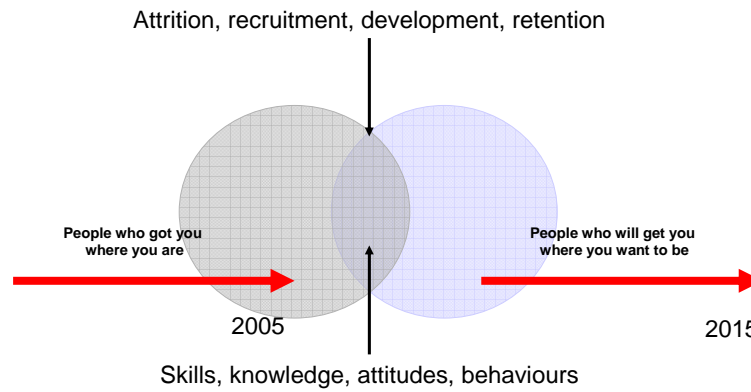 Attrition, recruitment, development, retention
People who got you
where you are
People who will get you
where you want to be
2005
2015
Skills, knowledge, attitudes, behaviours